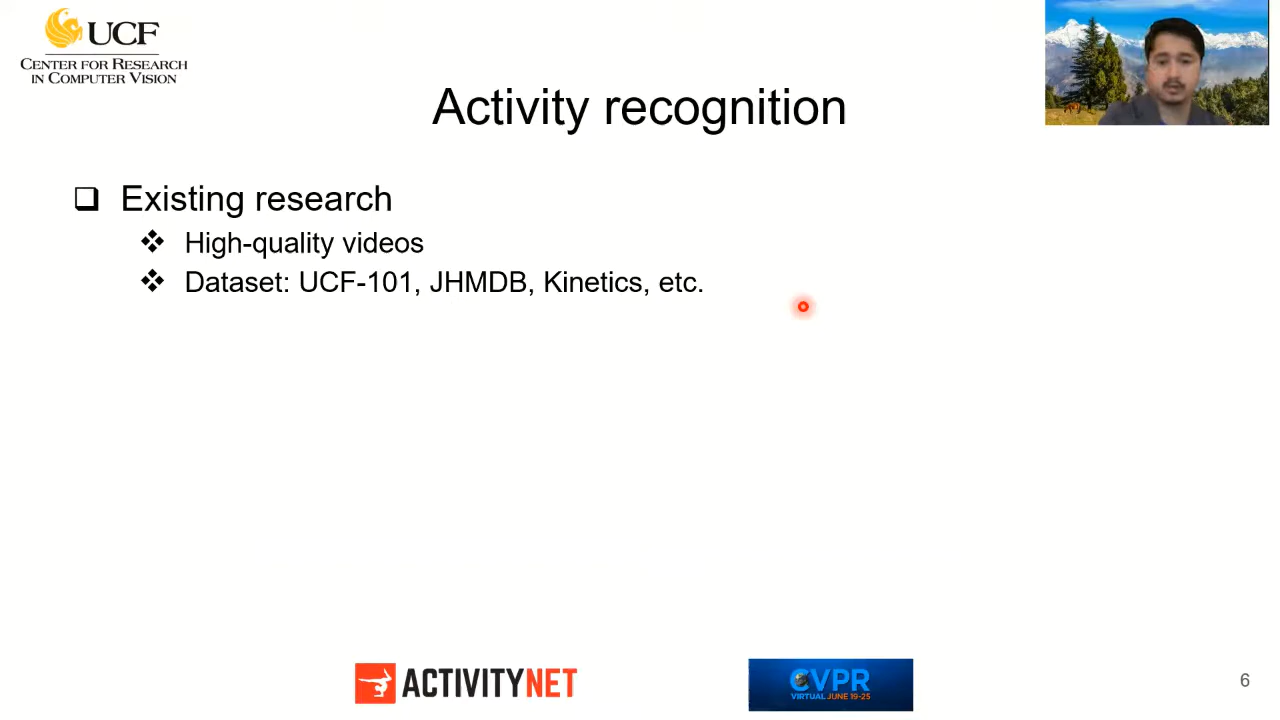 UCF
CENTER FOR RESEARCH
IN COMPUTER VISION
Activity recognition
Existing research
High-quality videos
Dataset: UCF-101, JHMDB, Kinetics, etc.
ACTIVITYNET
CVPR
VIRTUAL JUNE 19-25
6